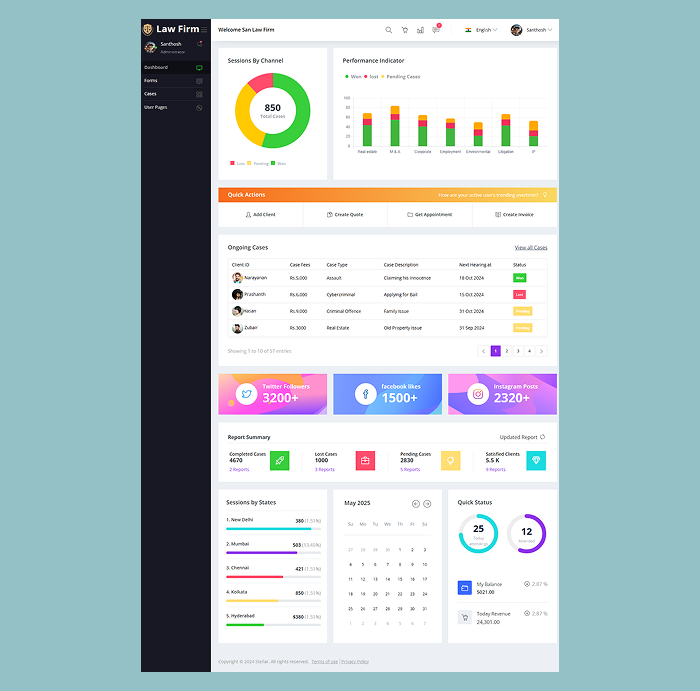 Law Firm
Welcome San Law Firm
English
Santhosh
Santhosh
Administrator
Dashboard
Forms
Cases
User Pages
Sessions By Channel
850
Total Cases
Loss Pending Won
Performance Indicator
Won lost Pending Cases
100
80
60
40
20
0
Real estate M & A Corporate Employment Environmental Litigation IP
Quick Actions
How are your active users trending overtime?
Add Client Create Quote Get Appointment Create Invoice
Ongoing Cases
View all Cases
Client ID Case Fees Case Type Case Description Next Hearing at Status
Narayanan Rs.5,000 Assault Claiming his innocence 18 Oct 2024 Won
Prashanth Rs.6,000 Cybercriminal Applying for Bail 15 Oct 2024 Lost
Hasan Rs.9,000 Criminal Offence Family Issue 31 Oct 2024 Pending
Zubair Rs.3000 Real Estate Old Property Issue 31 Sep 2024 Pending
Showing 1 to 10 of 57 entries
1 2 3 4
Twitter Followers
3200+
facebook likes
1500+
Instagram Posts
2320+
Report Summary
Updated Report
Completed Cases
4670
2 Reports
Lost Cases
1000
3 Reports
Pending Cases
2830
5 Reports
Satisfied Clients
5.5 K
9 Reports
Sessions by States
1. New Delhi 380 (1.51%)
2. Mumbai 503
3. Chennai 421 (1.51%)
4. Kolkata 850 (1.51%)
5. Hyderabad $380 (1.51%)
May 2025
Su Mo Tu We Th Fr Sa
27 28 29 30 1 2 3
4 5 6 7 8 9 10
11 12 13 14 15 16 17
18 19 20 21 22 23 24
25 26 27 28 29 30 31
1 2 3 4 5 6 7
Quick Status
25
Today
12
My Balance
5021.00
2.87 %
Today Revenue
24,301.00
2.87 %
Copyright © 2024 Stellar. All rights reserved. Terms of use | Privacy Policy